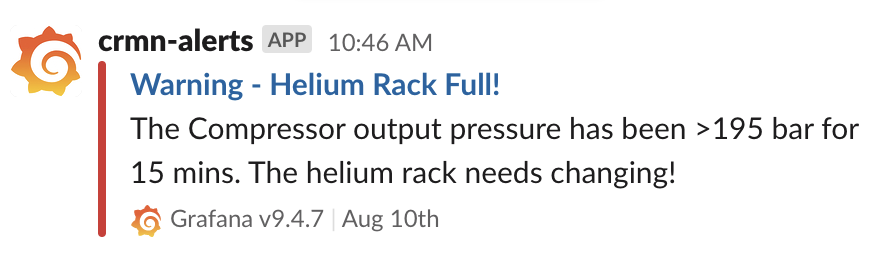 crmn-alerts APP 10:46 AM
Warning - Helium Rack Full!
The Compressor output pressure has been >195 bar for
15 mins. The helium rack needs changing!
Grafana v9.4.7 | Aug 10th